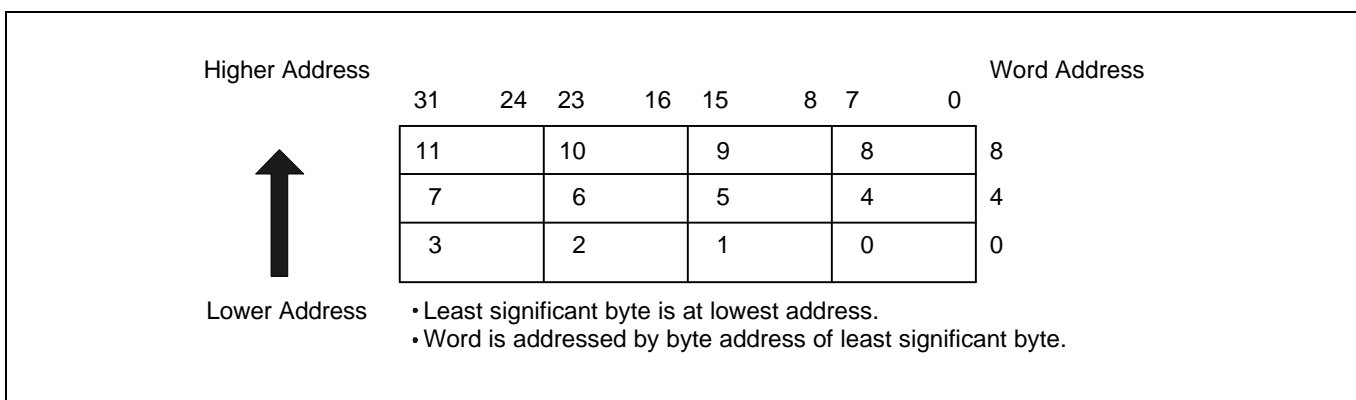 Higher Address Word Address
31 24 23 16 15 8 7 0
11 10 9 8 8
7 6 5 4 4
3 2 1 0 0
Lower Address
• Least significant byte is at lowest address.
• Word is addressed by byte address of least significant byte.